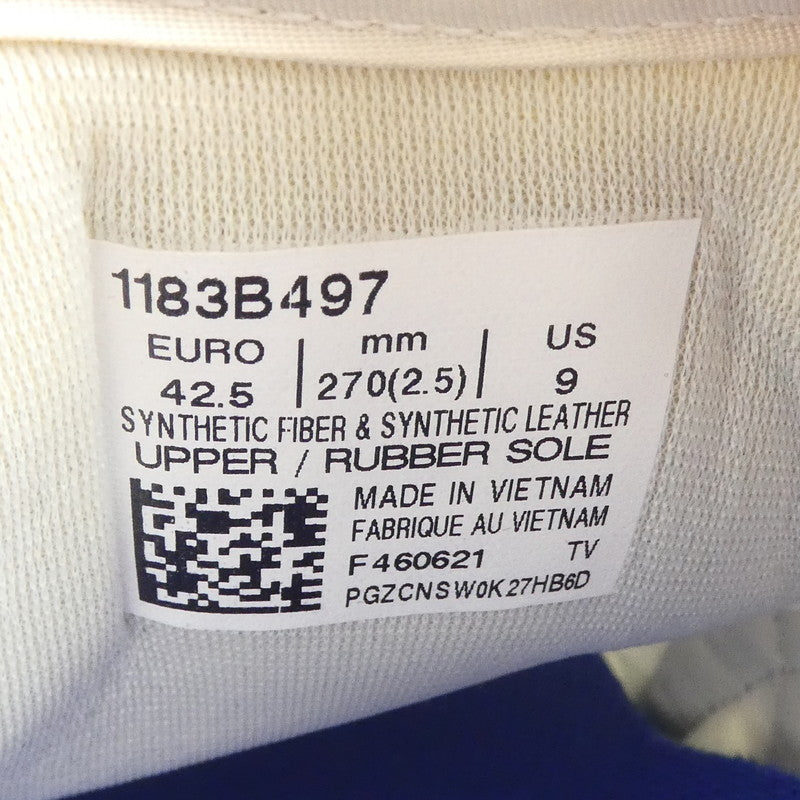 1183B497
EURO | mm | US
42.5 | 270(2.5) | 9
SYNTHETIC FIBER & SYNTHETIC LEATHER
UPPER / RUBBER SOLE
MADE IN VIETNAM
FABRIQUE AU VIETNAM
F460621 TV
PGZCNSW0K27HB6D